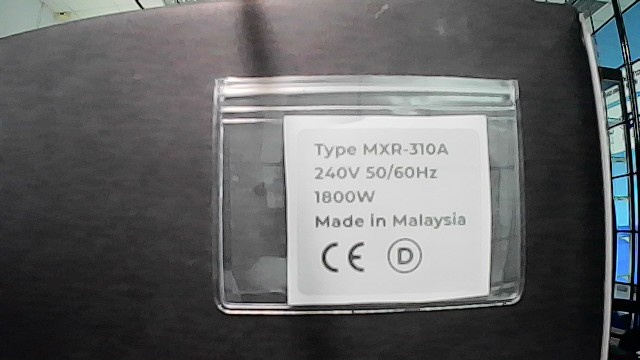 Type MXR-310A
240V 50/60Hz
1800W
Made in Malaysia
CE D